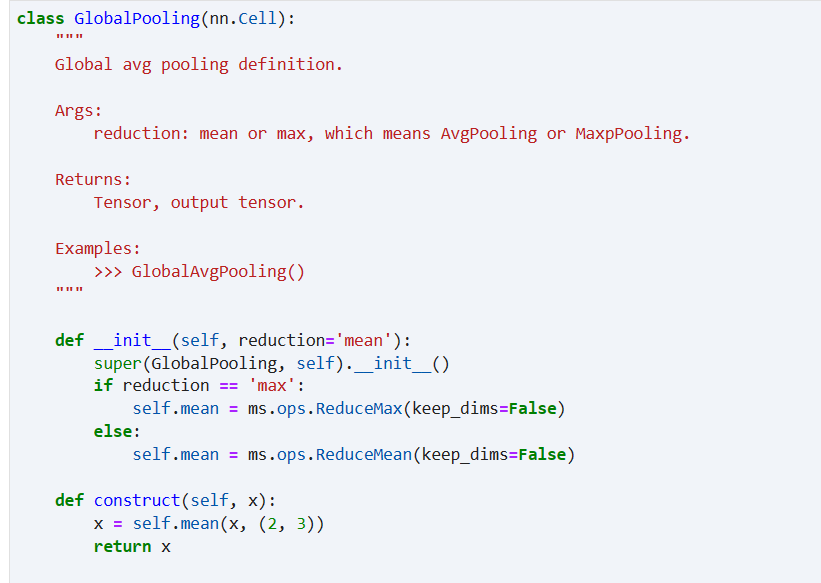 class GlobalPooling(nn.Cell):
    """
    Global avg pooling definition.

    Args:
        reduction: mean or max, which means AvgPooling or MaxpPooling.

    Returns:
        Tensor, output tensor.

    Examples:
        >>> GlobalAvgPooling()
    """

    def __init__(self, reduction='mean'):
        super(GlobalPooling, self).__init__()
        if reduction == 'max':
            self.mean = ms.ops.ReduceMax(keep_dims=False)
        else:
            self.mean = ms.ops.ReduceMean(keep_dims=False)

    def construct(self, x):
        x = self.mean(x, (2, 3))
        return x